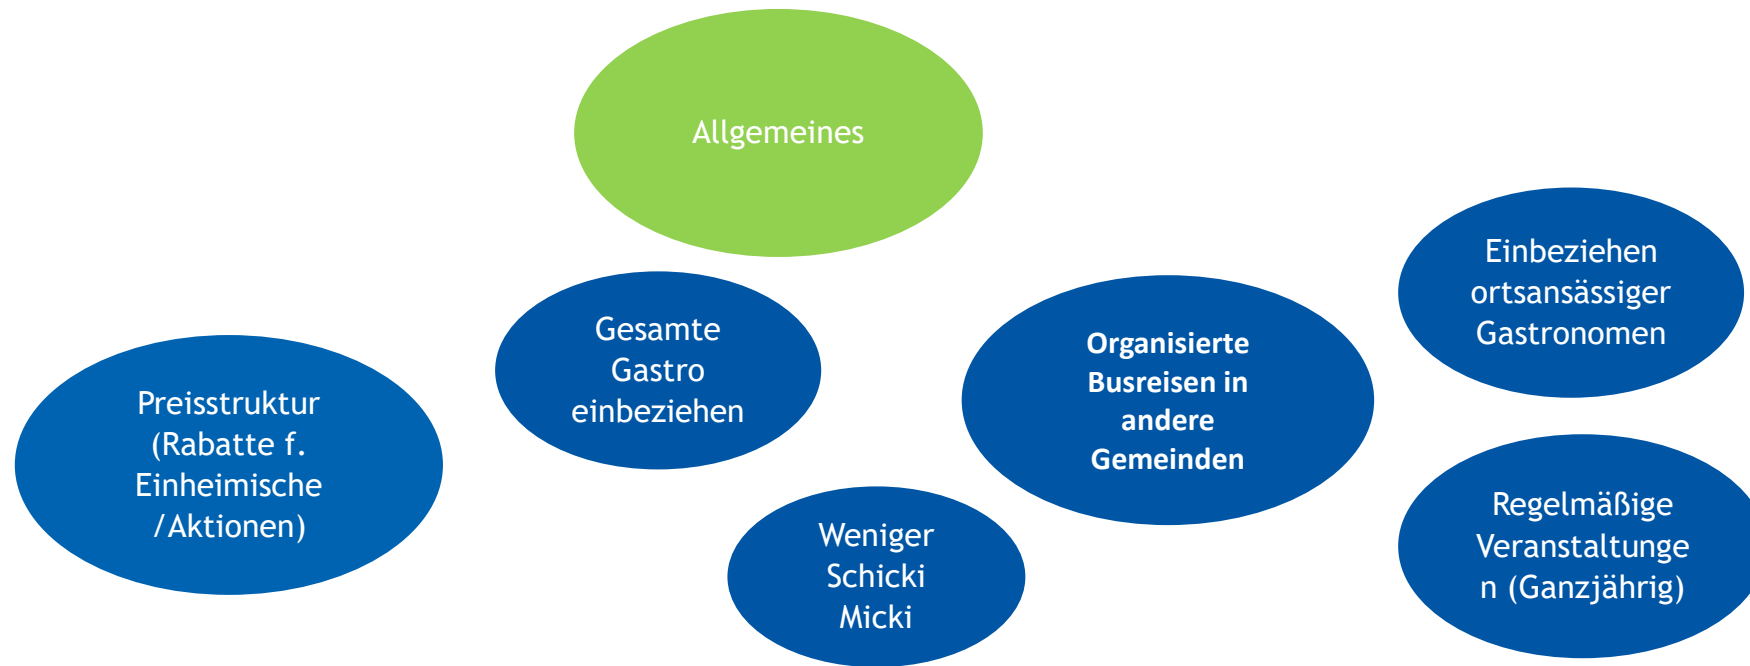 Allgemeines
Preisstruktur
(Rabatte f.
Einheimische
/Aktionen)
Gesamte
Gastro
einbeziehen
Weniger
Schicki
Micki
Organisierte
Busreisen in
andere
Gemeinden
Einbeziehen
ortsansässiger
Gastronomen
Regelmäßige
Veranstaltunge
n (Ganzjährig)